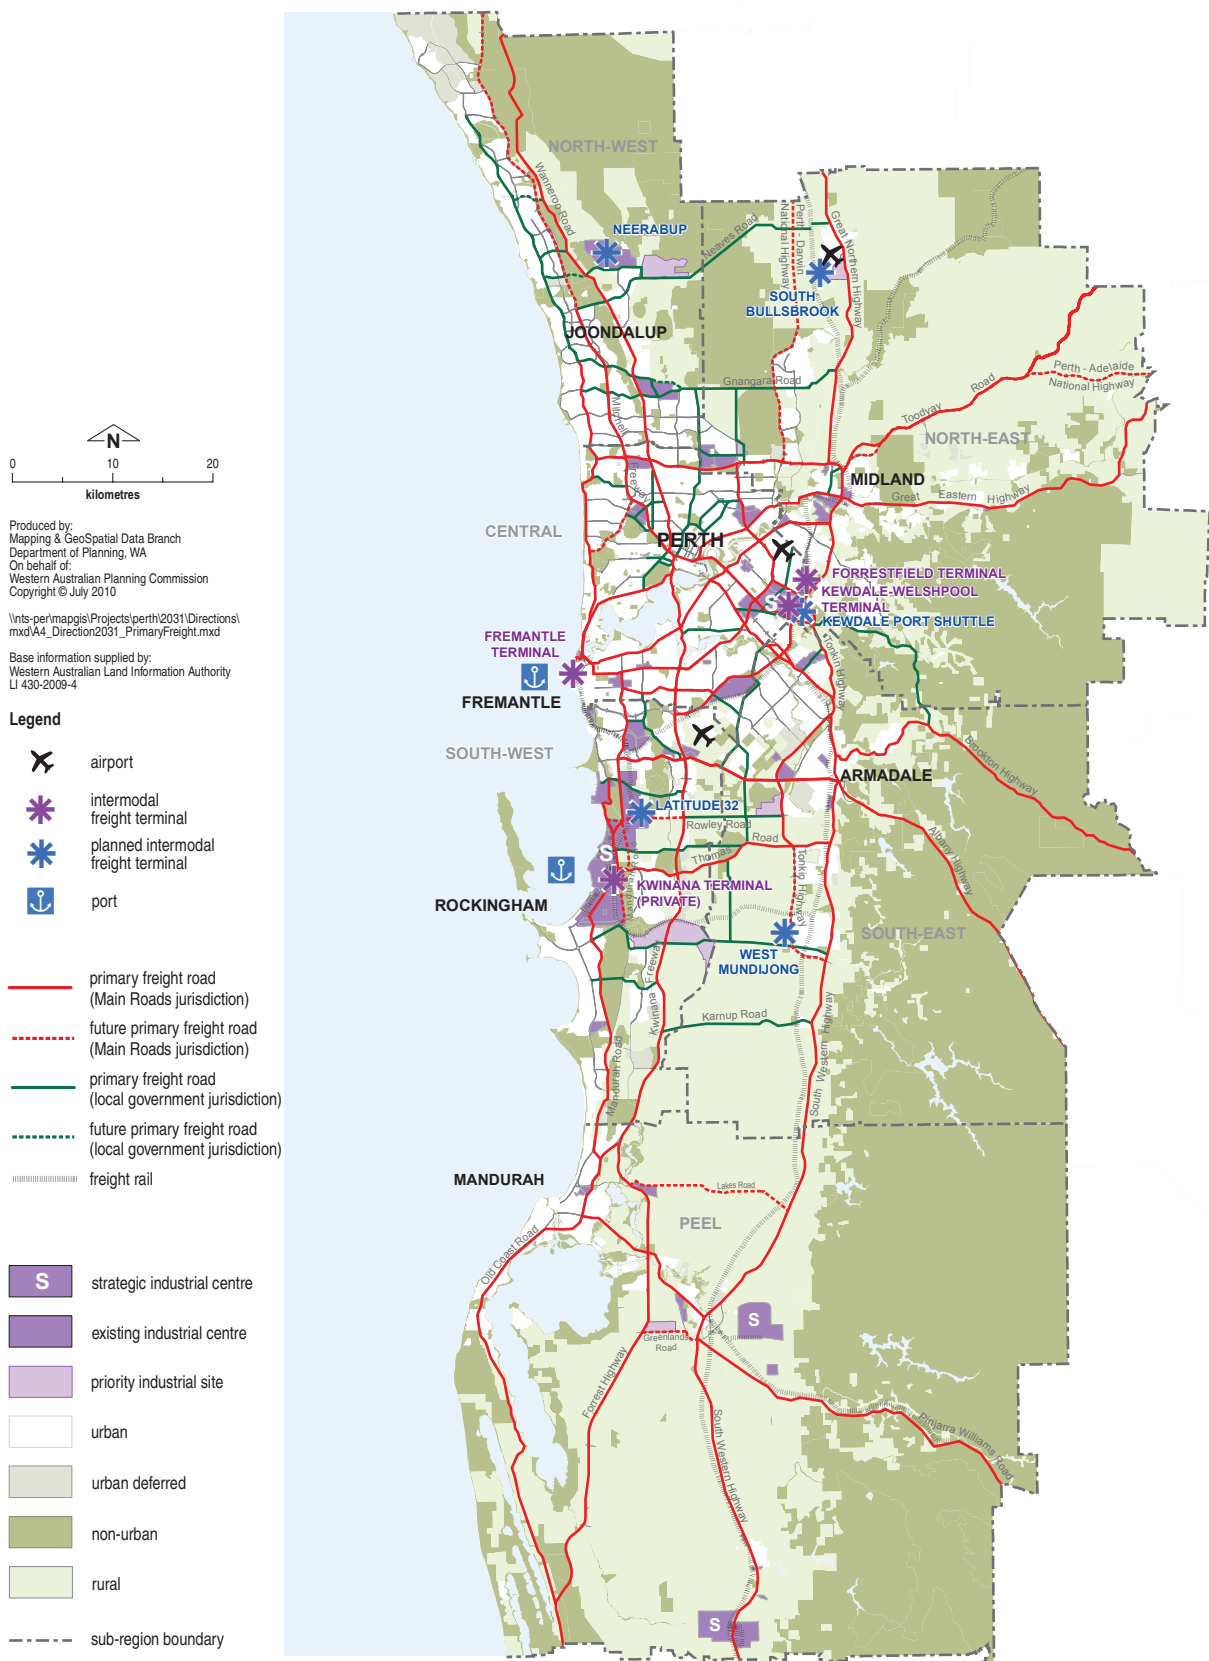 NORTH-WEST
Wanneroo Road
NEERABUP
Neaves Road
National Highway
Perth - Darwin
Great Northern Highway
SOUTH
BULLSBROOK
JOONDALUP
Gnangara Road
Perth - Adelaide
National Highway
Toodyay Road
Mitchell
Freeway
NORTH-EAST
MIDLAND
Great Eastern Highway
N
0 10 20
kilometres
CENTRAL
PERTH
Produced by:
Mapping & GeoSpatial Data Branch
Department of Planning, WA
On behalf of:
Western Australian Planning Commission
Copyright © July 2010
\\nts-per\mapgis\Projects\perth\2031\Directions\
mxd\A4_Direction2031_PrimaryFreight.mxd
Base information supplied by:
Western Australian Land Information Authority
LI 430-2009-4
FORRESTFIELD TERMINAL
KEWDALE-WELSHPOOL
TERMINAL
KEWDALE PORT SHUTTLE
FREMANTLE
TERMINAL
FREMANTLE
Tonkin Highway
SOUTH-WEST
Brookton Highway
ARMADALE
LATITUDE 32
Rowley Road
Thomas Road
Albany Highway
S
Mandurah Road
KWINANA TERMINAL
(PRIVATE)
ROCKINGHAM
Tonkin Highway
SOUTH-EAST
WEST
MUNDIJONG
Kwinana Freeway
Karnup Road
Mandurah Road
South Western Highway
MANDURAH
Lakes Road
PEEL
Old Coast Road
S
Greenlands
Road
Forrest Highway
South Western Highway
Pinjarra Williams Road
S
Legend
airport
intermodal
freight terminal
planned intermodal
freight terminal
port
primary freight road
(Main Roads jurisdiction)
future primary freight road
(Main Roads jurisdiction)
primary freight road
(local government jurisdiction)
future primary freight road
(local government jurisdiction)
freight rail
S strategic industrial centre
existing industrial centre
priority industrial site
urban
urban deferred
non-urban
rural
sub-region boundary